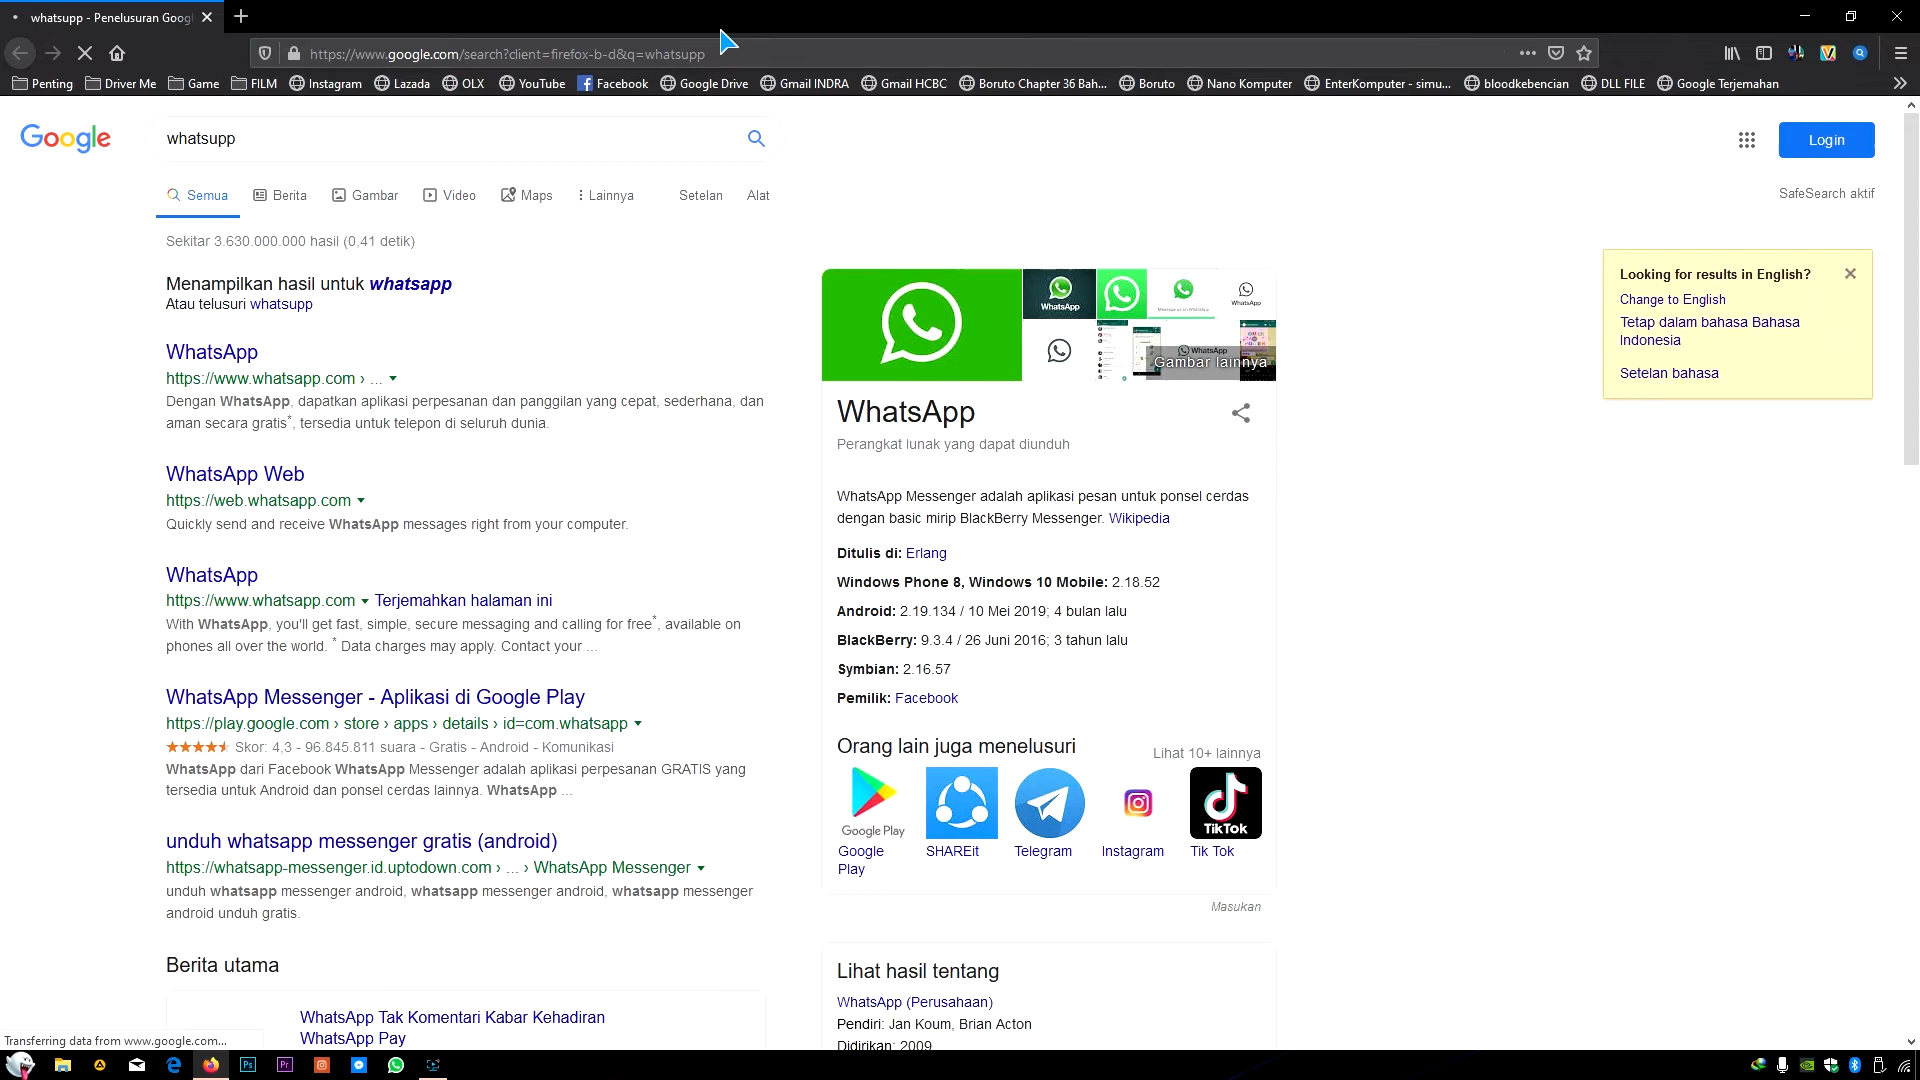 whatsupp - Penelusuran Googl
https://www.google.com/search?client=firefox-b-d&q=whatsupp
Penting Driver Me Game FILM Instagram Lazada OLX YouTube Facebook Google Drive Gmail INDRA Gmail HCBC Boruto Chapter 36 Bah... Boruto Nano Komputer EnterKomputer - simu... bloodkebencian DLL FILE Google Terjemahan
Google
whatsupp
Login
Semua Berita Gambar Video Maps Lainnya Setelan Alat
SafeSearch aktif
Sekitar 3.630.000.000 hasil (0,41 detik)
Menampilkan hasil untuk whatsapp
Atau telusuri whatsupp
WhatsApp
https://www.whatsapp.com › ...
Dengan WhatsApp, dapatkan aplikasi perpesanan dan panggilan yang cepat, sederhana, dan
aman secara gratis*, tersedia untuk telepon di seluruh dunia.
WhatsApp Web
https://web.whatsapp.com
Quickly send and receive WhatsApp messages right from your computer.
WhatsApp
https://www.whatsapp.com Terjemahkan halaman ini
With WhatsApp, you'll get fast, simple, secure messaging and calling for free*, available on
phones all over the world. * Data charges may apply. Contact your ...
WhatsApp Messenger - Aplikasi di Google Play
https://play.google.com › store › apps › details › id=com.whatsapp
★★★★★ Skor: 4,3 - 96.845.811 suara - Gratis - Android - Komunikasi
WhatsApp dari Facebook WhatsApp Messenger adalah aplikasi perpesanan GRATIS yang
tersedia untuk Android dan ponsel cerdas lainnya. WhatsApp ...
unduh whatsapp messenger gratis (android)
https://whatsapp-messenger.id.uptodown.com › ... › WhatsApp Messenger
unduh whatsapp messenger android, whatsapp messenger android, whatsapp messenger
android unduh gratis.
Berita utama
WhatsApp Tak Komentari Kabar Kehadiran
WhatsApp Pay
WhatsApp
WhatsApp
WhatsApp
Gambar lainnya
WhatsApp
Perangkat lunak yang dapat diunduh
WhatsApp Messenger adalah aplikasi pesan untuk ponsel cerdas
dengan basic mirip BlackBerry Messenger. Wikipedia
Ditulis di: Erlang
Windows Phone 8, Windows 10 Mobile: 2.18.52
Android: 2.19.134 / 10 Mei 2019; 4 bulan lalu
BlackBerry: 9.3.4 / 26 Juni 2016; 3 tahun lalu
Symbian: 2.16.57
Pemilik: Facebook
Orang lain juga menelusuri
Lihat 10+ lainnya
Google Play
TikTok
Google
Play
SHAREit
Telegram
Instagram
Tik Tok
Masukan
Lihat hasil tentang
WhatsApp (Perusahaan)
Pendiri: Jan Koum, Brian Acton
Didirikan: 2009
Looking for results in English?
Change to English
Tetap dalam bahasa Bahasa
Indonesia
Setelan bahasa
Transferring data from www.google.com...
Ps
Pr